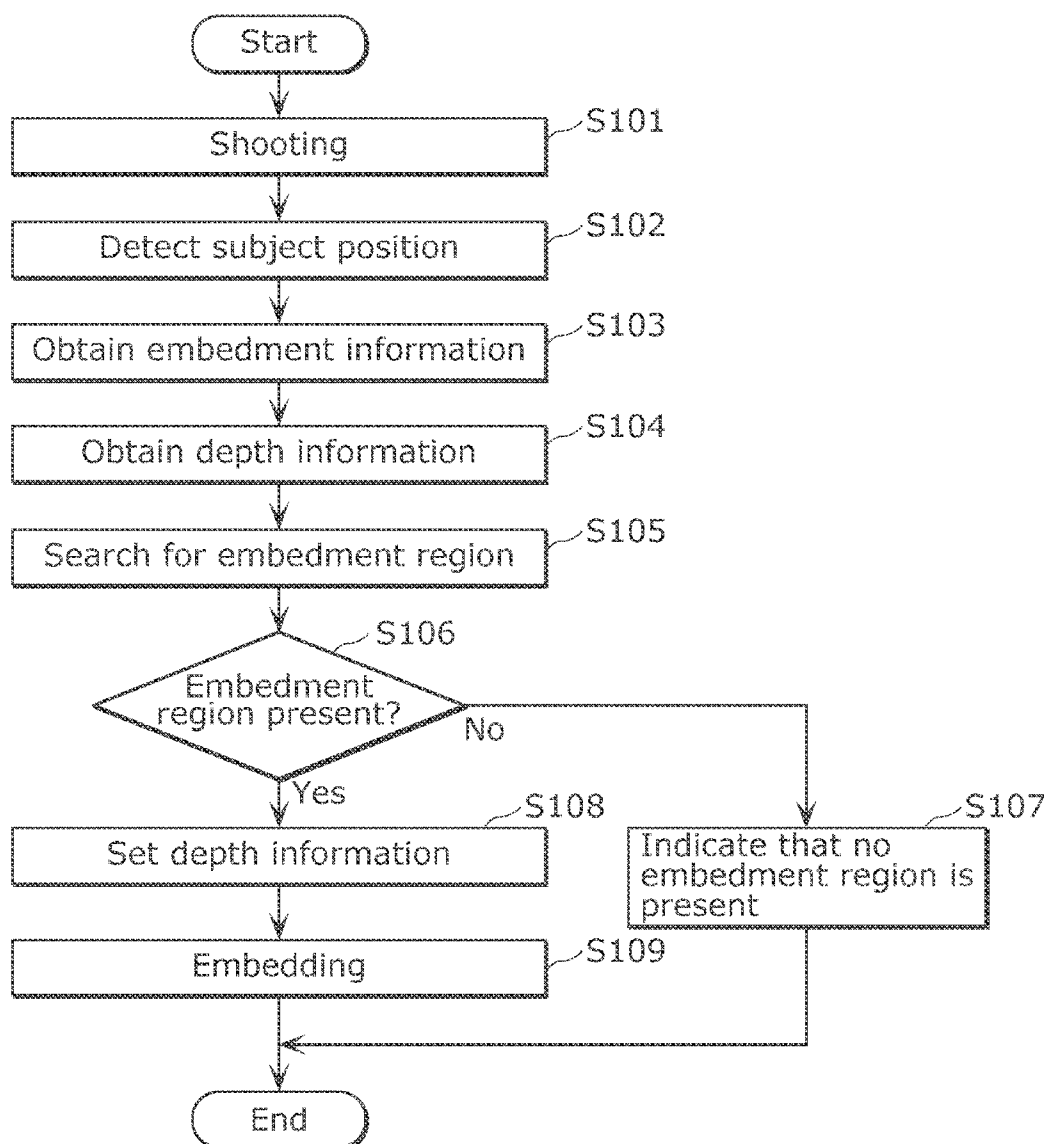 Start
S101
Shooting
S102
Detect subject position
S103
Obtain embedment information
S104
Obtain depth information
S105
Search for embedment region
S106
Embedment
region present?
No
Yes
S108
Set depth information
S107
Indicate that no
embedment region is
present
S109
Embedding
End